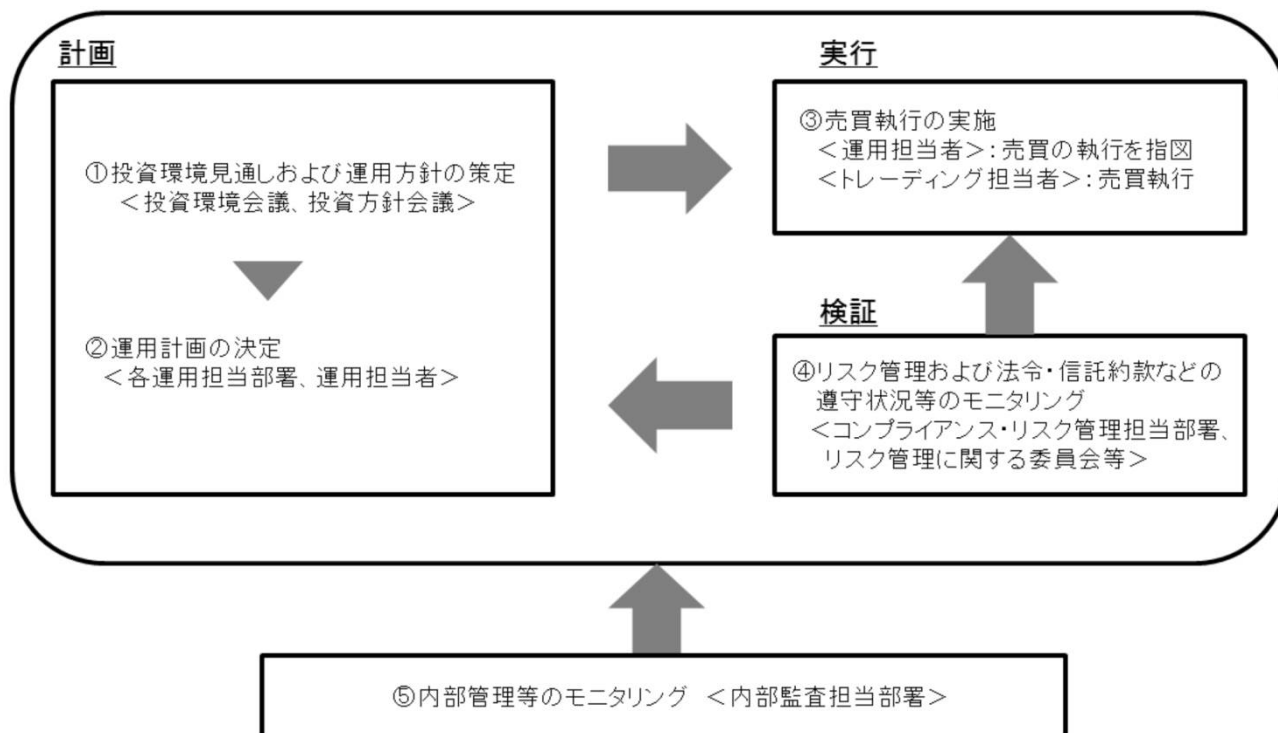 計画
①投資環境見通しおよび運用方針の策定
<投資環境会議、投資方針会議>
②運用計画の決定
<各運用担当部署、運用担当者>
実行
③売買執行の実施
<運用担当者>:売買の執行を指図
<トレーディング担当者>:売買執行
検証
④リスク管理および法令・信託約款などの
遵守状況等のモニタリング
<コンプライアンス・リスク管理担当部署、
リスク管理に関する委員会等>
⑤内部管理等のモニタリング <内部監査担当部署>